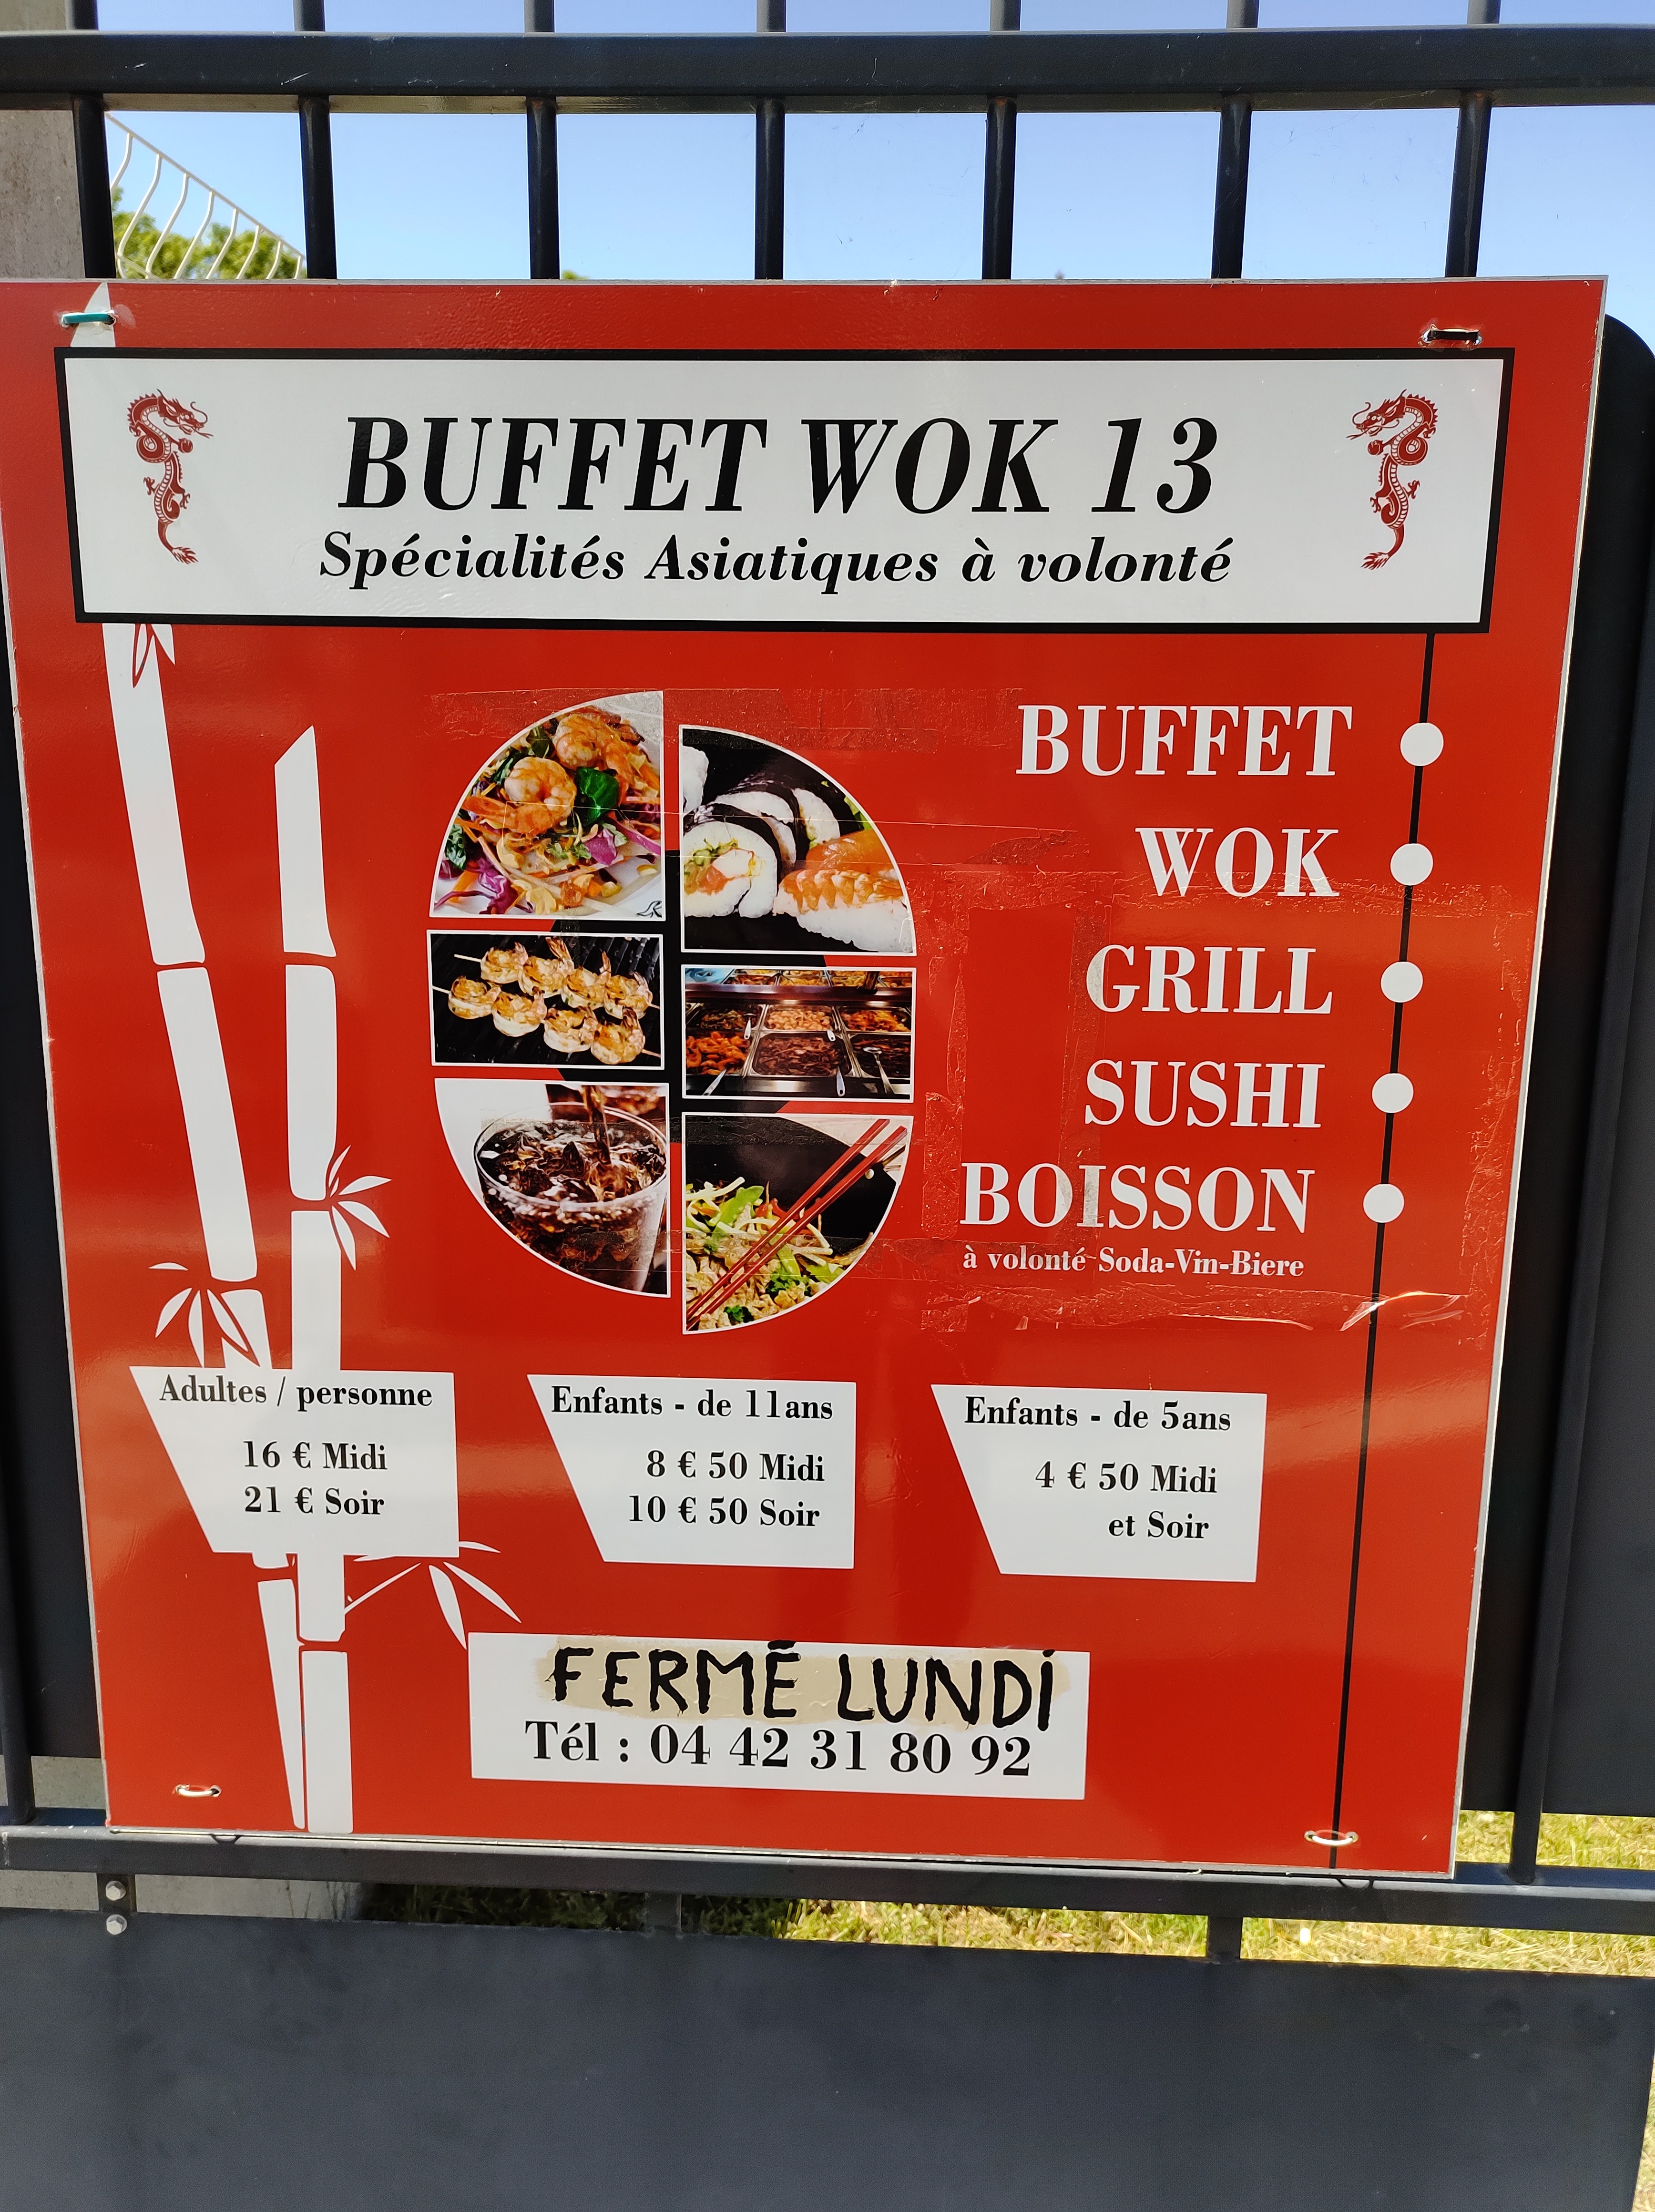 BUFFET WOK 13
Spécialités Asiatiques à volonté
BUFFET
WOK
GRILL
SUSHI
BOISSON
à volonté Soda-Vin-Biere
Adultes / personne
16 € Midi
21 € Soir
Enfants - de 11ans
8 € 50 Midi
10 € 50 Soir
Enfants - de 5ans
4 € 50 Midi
et Soir
FERMÉ LUNDI
Tél : 04 42 31 80 92